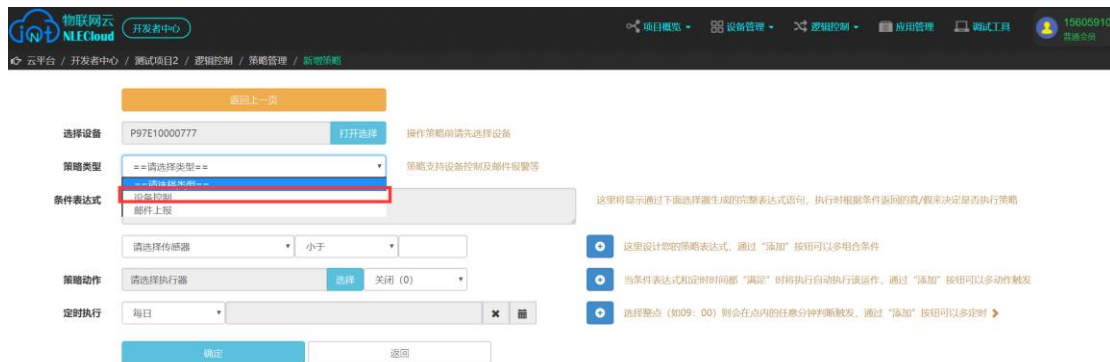 物联网云
NLECloud
开发者中心
项目概览
设备管理
逻辑控制
应用管理
调试工具
15605910
普通会员
云平台 / 开发者中心 / 测试项目2 / 逻辑控制 / 策略管理 / 新增策略
返回上一页
选择设备 P97E10000777 打开选择 操作策略前请先选择设备
策略类型 ==请选择类型== 策略支持设备控制及邮件报警等
==请选择类型==
设备控制
邮件上报
条件表达式 这里将显示通过下面选择器生成的完整表达式语句，执行时根据条件返回的真/假来决定是否执行策略
请选择传感器 小于 这里设计您的策略表达式，通过“添加”按钮可以多组合条件
策略动作 请选择执行器 选择 关闭（0） 当条件表达式和定时时间都“满足”时将执行自动执行该运作，通过“添加”按钮可以多动作触发
定时执行 每日 选择整点（如09：00）则会在点内的任意分钟判断触发，通过“添加”按钮可以多定时
确定 返回